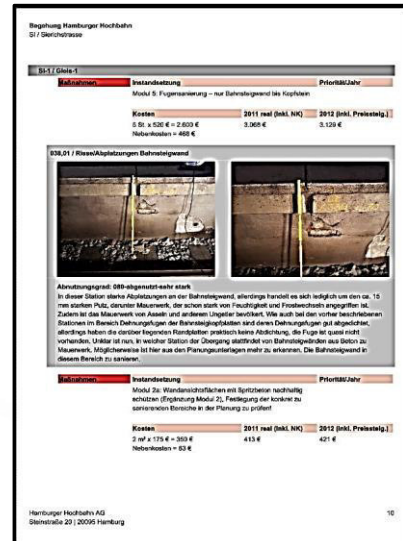 Begehung Hamburger Hochbahn
SI / Sierichstrasse
SI-1 / Gleis-1
Maßnahmen Instandsetzung Priorität/Jahr
Modul 5: Fugensanierung – nur Bahnsteigwand bis Kopfstein
Kosten 2011 real (inkl. NK) 2012 (inkl. Preissteig.)
5 St. x 520 € = 2.600 € 3.068 € 3.129 €
Nebenkosten = 468 €
038,01 / Risse/Abplatzungen Bahnsteigwand
Abnutzungsgrad: 080-abgenutzt-sehr stark
In dieser Station starke Abplatzungen an der Bahnsteigwand, allerdings handelt es sich lediglich um den ca. 15
mm starken Putz, darunter Mauerwerk, der schon stark von Feuchtigkeit und Frostwechseln angegriffen ist.
Zudem ist das Mauerwerk von Asseln und anderem Ungetier bevölkert. Wie auch bei den vorher beschriebenen
Stationen im Bereich Dehnungsfugen der Bahnsteigkopfplatten sind deren Dehnungsfugen gut abgedichtet,
allerdings haben die darüber liegenden Randplatten praktisch keine Abdichtung, die Fuge ist quasi nicht
vorhanden. Unklar ist nun, in welcher Station der Übergang stattfindet von Bahnsteigwänden aus Beton zu
Mauerwerk. Möglicherweise ist hier aus den Planungsunterlagen mehr zu erkennen. Die Bahnsteigwand in
diesem Bereich zu sanieren.
Maßnahmen Instandsetzung Priorität/Jahr
Modul 2a: Wandansichtsflächen mit Spritzbeton nachhaltig
schützen (Ergänzung Modul 2), Festlegung der konkret zu
sanierenden Bereiche in der Planung zu prüfen!
Kosten 2011 real (inkl. NK) 2012 (inkl. Preissteig.)
2 m² x 175 € = 350 € 413 € 421 €
Nebenkosten = 63 €
Hamburger Hochbahn AG 10
Steinstraße 20 | 20095 Hamburg